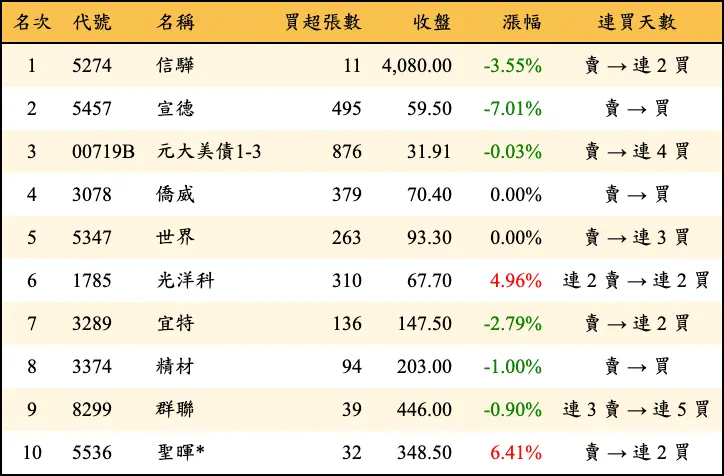 名次 代號 名稱 買超張數 收盤 漲幅 連買天數
1 5274 信驊 11 4,080.00 -3.55% 賣 → 連 2 買
2 5457 宣德 495 59.50 -7.01% 賣 → 買
3 00719B 元大美債1-3 876 31.91 -0.03% 賣 → 連 4 買
4 3078 僑威 379 70.40 0.00% 賣 → 買
5 5347 世界 263 93.30 0.00% 賣 → 連 3 買
6 1785 光洋科 310 67.70 4.96% 連 2 賣 → 連 2 買
7 3289 宜特 136 147.50 -2.79% 賣 → 連 2 買
8 3374 精材 94 203.00 -1.00% 賣 → 買
9 8299 群聯 39 446.00 -0.90% 連 3 賣 → 連 5 買
10 5536 聖暉* 32 348.50 6.41% 賣 → 連 2 買